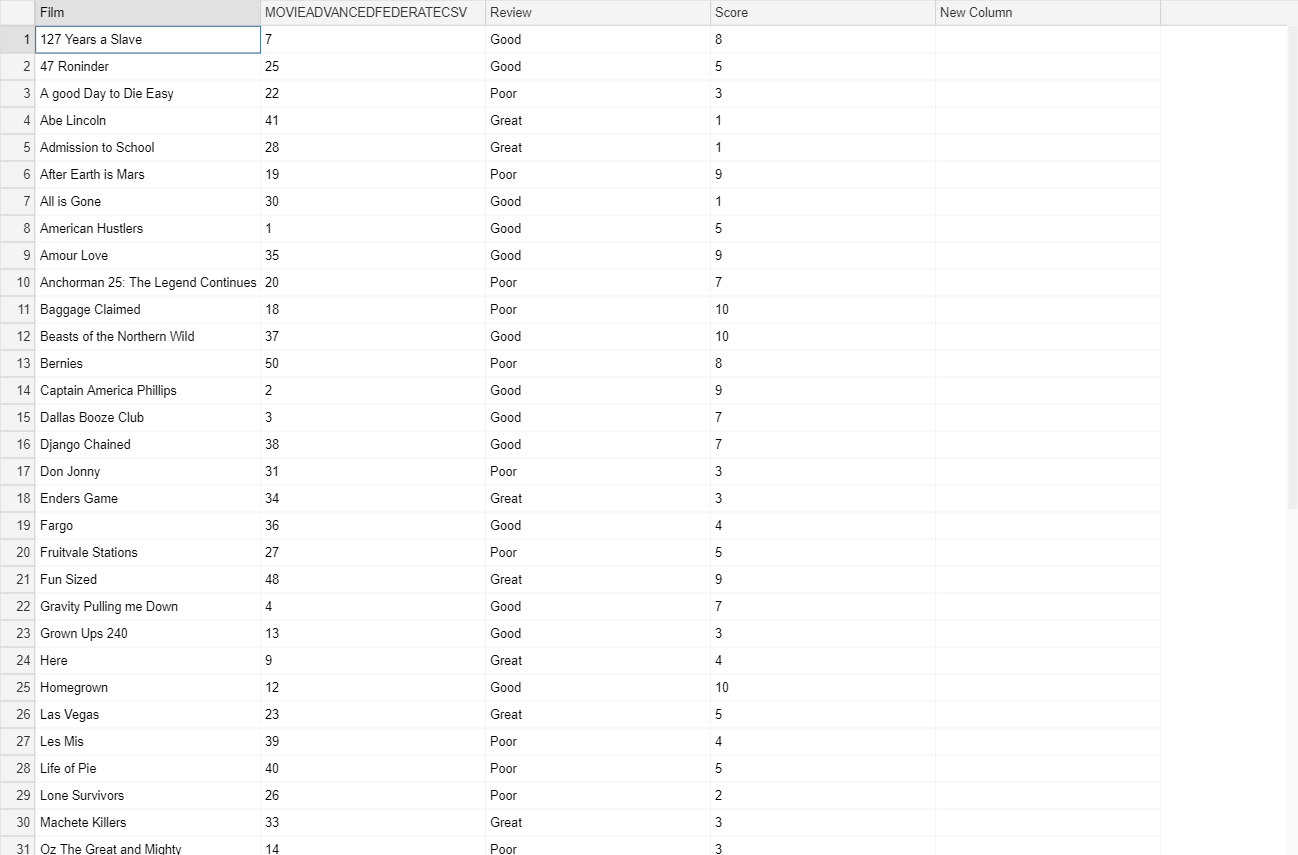 Film MOVIEADVANCEDFEDERATECSV Review Score New Column
1 127 Years a Slave 7 Good 8
2 47 Roninder 25 Good 5
3 A good Day to Die Easy 22 Poor 3
4 Abe Lincoln 41 Great 1
5 Admission to School 28 Great 1
6 After Earth is Mars 19 Poor 9
7 All is Gone 30 Good 1
8 American Hustlers 1 Good 5
9 Amour Love 35 Good 9
10 Anchorman 25: The Legend Continues 20 Poor 7
11 Baggage Claimed 18 Poor 10
12 Beasts of the Northern Wild 37 Good 10
13 Bernies 50 Poor 8
14 Captain America Phillips 2 Good 9
15 Dallas Booze Club 3 Good 7
16 Django Chained 38 Good 7
17 Don Jonny 31 Poor 3
18 Enders Game 34 Great 3
19 Fargo 36 Good 4
20 Fruitvale Stations 27 Poor 5
21 Fun Sized 48 Great 9
22 Gravity Pulling me Down 4 Good 7
23 Grown Ups 240 13 Good 3
24 Here 9 Great 4
25 Homegrown 12 Good 10
26 Las Vegas 23 Great 5
27 Les Mis 39 Poor 4
28 Life of Pie 40 Poor 5
29 Lone Survivors 26 Poor 2
30 Machete Killers 33 Great 3
31 Oz The Great and Mighty 14 Poor 3